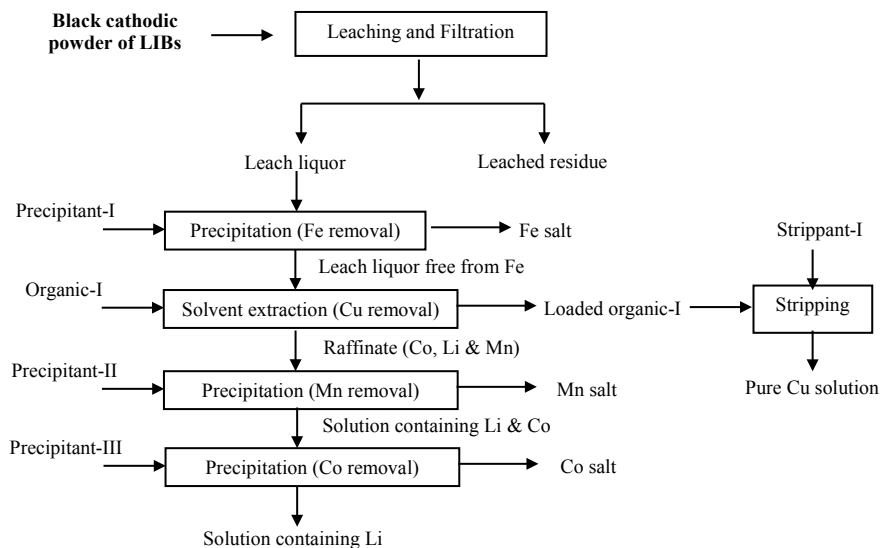 Black cathodic
powder of LIBs
Leaching and Filtration
Leach liquor
Leached residue
Precipitant-I
Precipitation (Fe removal)
Fe salt
Strippant-I
Leach liquor free from Fe
Organic-I
Solvent extraction (Cu removal)
Loaded organic-I
Stripping
Raffinate (Co, Li & Mn)
Precipitant-II
Precipitation (Mn removal)
Mn salt
Pure Cu solution
Solution containing Li & Co
Precipitant-III
Precipitation (Co removal)
Co salt
Solution containing Li